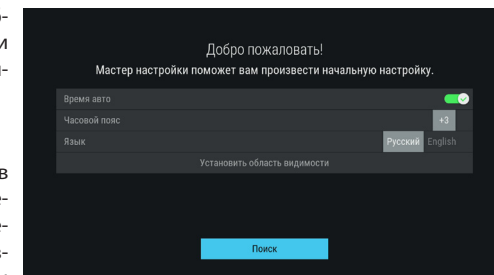 Добро пожаловать!
Мастер настройки поможет вам произвести начальную настройку.
Время авто
Часовой пояс +3
Язык Русский English
Установить область видимости
Поиск